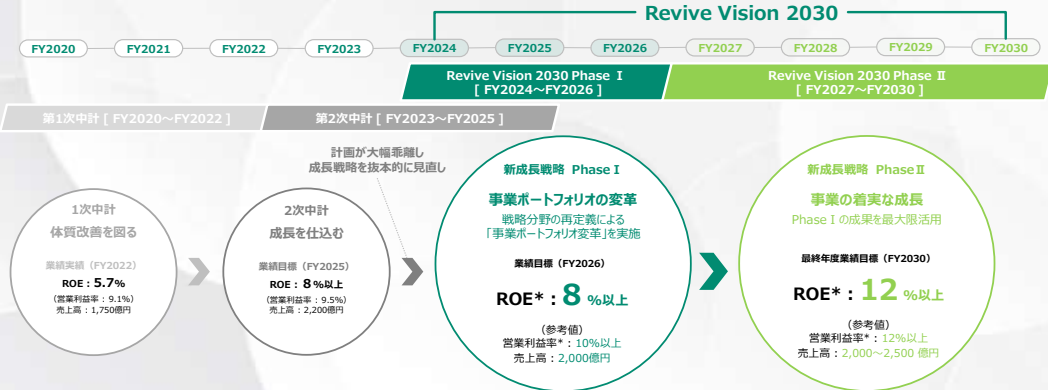 Revive Vision 2030
FY2020
FY2021
FY2022
FY2023
FY2024
FY2025
FY2026
FY2027
FY2028
FY2029
FY2030
Revive Vision 2030 Phase Ⅰ
[ FY2024～FY2026 ]
Revive Vision 2030 Phase Ⅱ
[ FY2027～FY2030 ]
第1次中計 [ FY2020～FY2022 ]
第2次中計 [ FY2023～FY2025 ]
計画が大幅乖離し
成長戦略を抜本的に見直し
1次中計
体質改善を図る
業績実績（FY2022）
ROE：5.7%
（営業利益率：9.1%）
売上高：1,750億円
2次中計
成長を仕込む
業績目標（FY2025）
ROE：8%以上
（営業利益率：9.5%）
売上高：2,200億円
新成長戦略 Phase Ⅰ
事業ポートフォリオの変革
戦略分野の再定義による
「事業ポートフォリオ変革」を実施
業績目標（FY2026）
ROE*：8 %以上
（参考値）
営業利益率*：10%以上
売上高：2,000億円
新成長戦略 Phase Ⅱ
事業の着実な成長
Phase Ⅰ の成果を最大限活用
最終年度業績目標（FY2030）
ROE*：12 %以上
（参考値）
営業利益率*：12%以上
売上高：2,000～2,500 億円